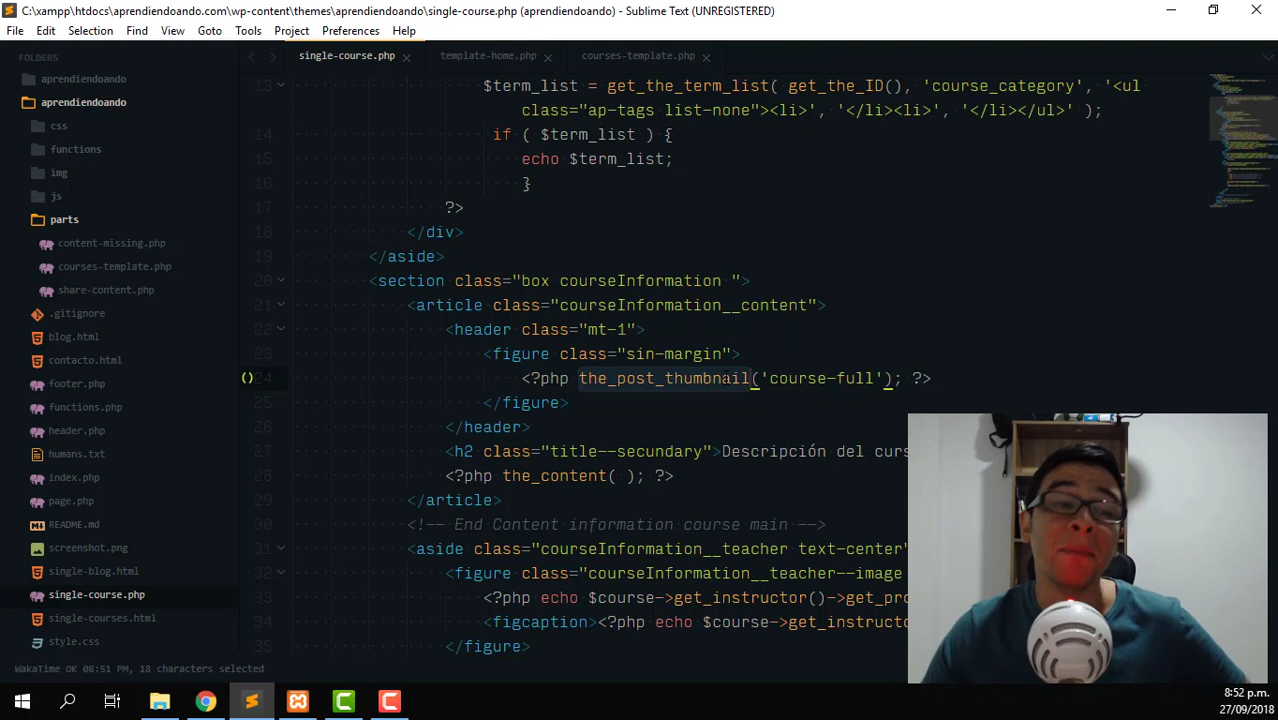 C:\xampp\htdocs\aprendiendoando.com\wp-content\themes\aprendiendoando\single-course.php (aprendiendoando) - Sublime Text (UNREGISTERED)
File Edit Selection Find View Goto Tools Project Preferences Help
FOLDERS
single-course.php template-home.php courses-template.php
aprendiendoando
aprendiendoando
css
functions
img
js
parts
content-missing.php
courses-template.php
share-content.php
.gitignore
blog.html
contacto.html
footer.php
functions.php
header.php
humans.txt
index.php
page.php
README.md
screenshot.png
single-blog.html
single-course.php
single-courses.html
style.css
13 $term_list = get_the_term_list( get_the_ID(), 'course_category', '<ul
class="ap-tags list-none"><li>', '</li><li>', '</li></ul>' );
14 if ( $term_list ) {
15 echo $term_list;
16 }
17 ?>
18 </div>
19 </aside>
20 <section class="box courseInformation ">
21 <article class="courseInformation__content">
22 <header class="mt-1">
23 <figure class="sin-margin">
24 <?php the_post_thumbnail('course-full'); ?>
25 </figure>
26 </header>
27 <h2 class="title--secundary">Descripción del curs
28 <?php the_content( ); ?>
29 </article>
30 <!-- End Content information course main -->
31 <aside class="courseInformation__teacher text-center"
32 <figure class="courseInformation__teacher--image
33 <?php echo $course->get_instructor()->get_pro
34 <figcaption><?php echo $course->get_instructo
35 </figure>
WakaTime OK 08:51 PM, 18 characters selected
8:52 p.m.
27/09/2018